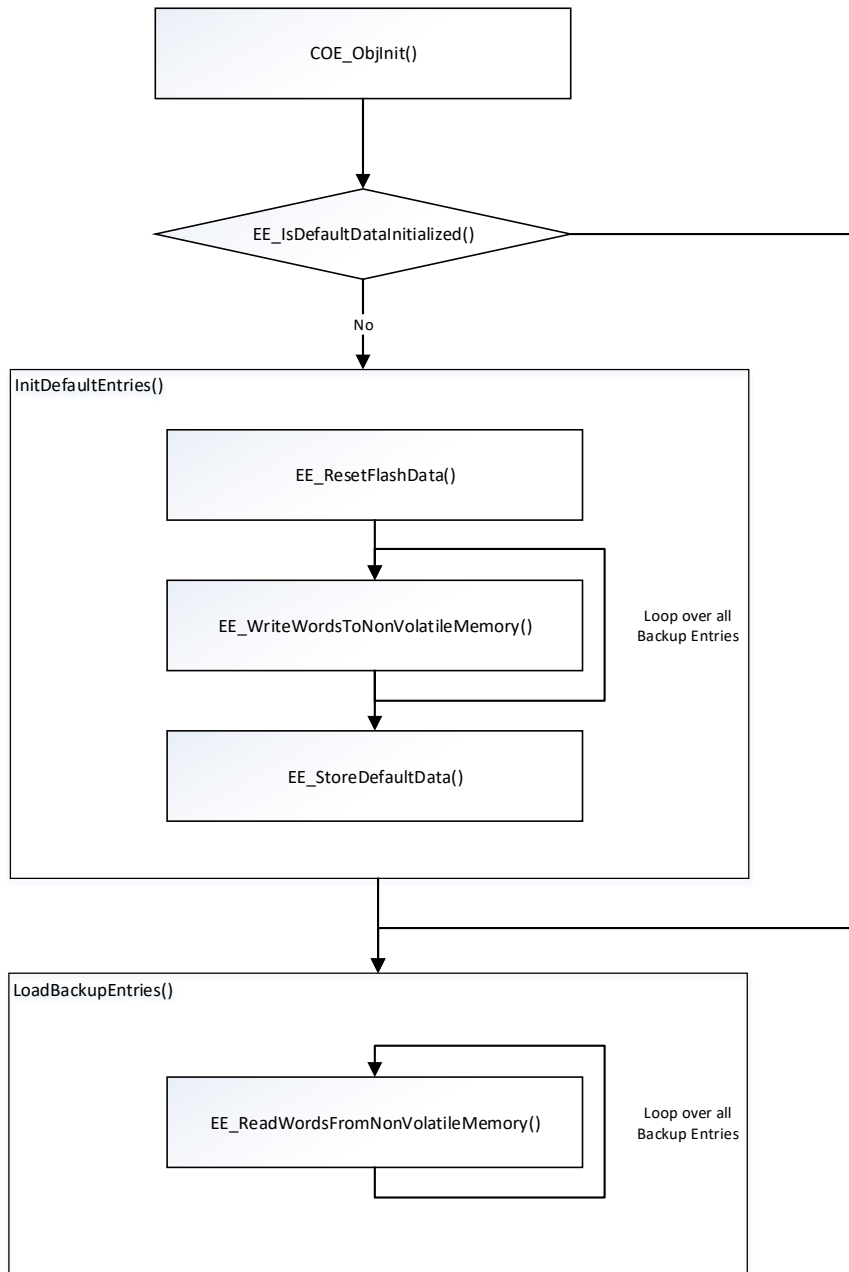 COE_ObjInit()
EE_IsDefaultDataInitialized()
No
InitDefaultEntries()
EE_ResetFlashData()
EE_WriteWordsToNonVolatileMemory()
Loop over all
Backup Entries
EE_StoreDefaultData()
LoadBackupEntries()
EE_ReadWordsFromNonVolatileMemory()
Loop over all
Backup Entries